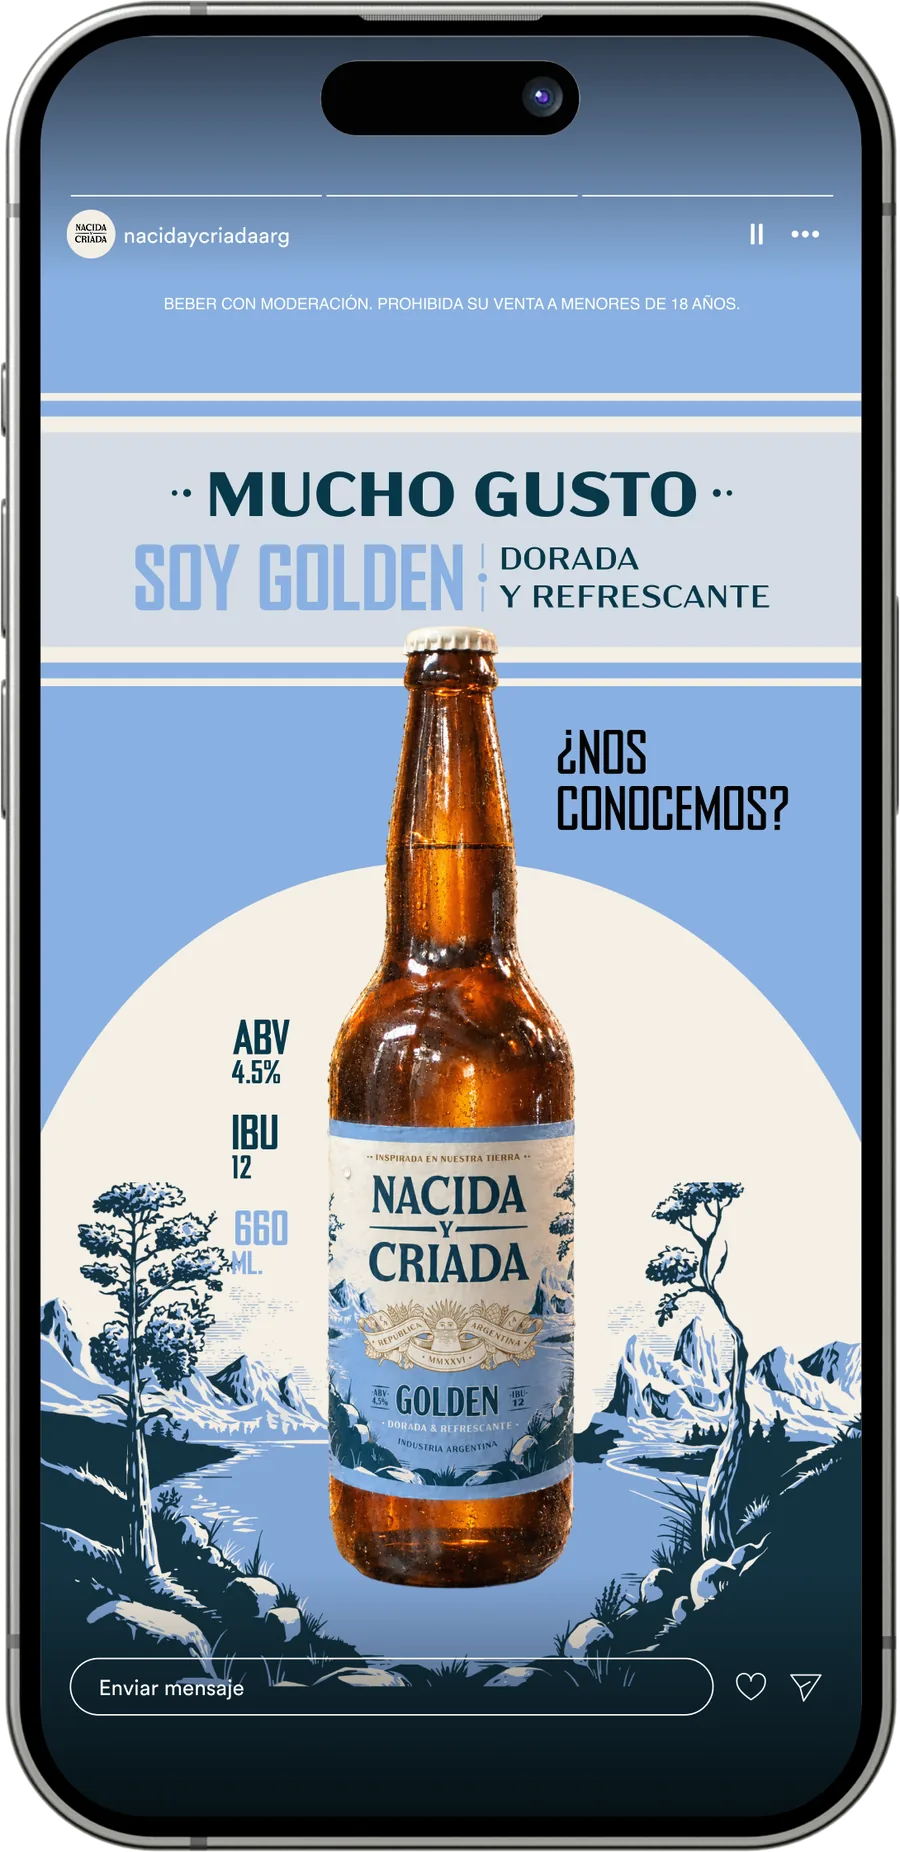 NACIDA
Y
CRIADA
nacidaycriadaarg
BEBER CON MODERACIÓN. PROHIBIDA SU VENTA A MENORES DE 18 AÑOS.
·· MUCHO GUSTO ··
SOY GOLDEN
DORADA
Y REFRESCANTE
¿NOS
CONOCEMOS?
ABV
4.5%
IBU
12
660
ML.
·· INSPIRADA EN NUESTRA TIERRA ··
NACIDA
Y
CRIADA
REPÚBLICA ARGENTINA
· MMXXVI ·
·ABV·
4,5%
GOLDEN
·IBU·
12
· DORADA & REFRESCANTE ·
INDUSTRIA ARGENTINA
Enviar mensaje